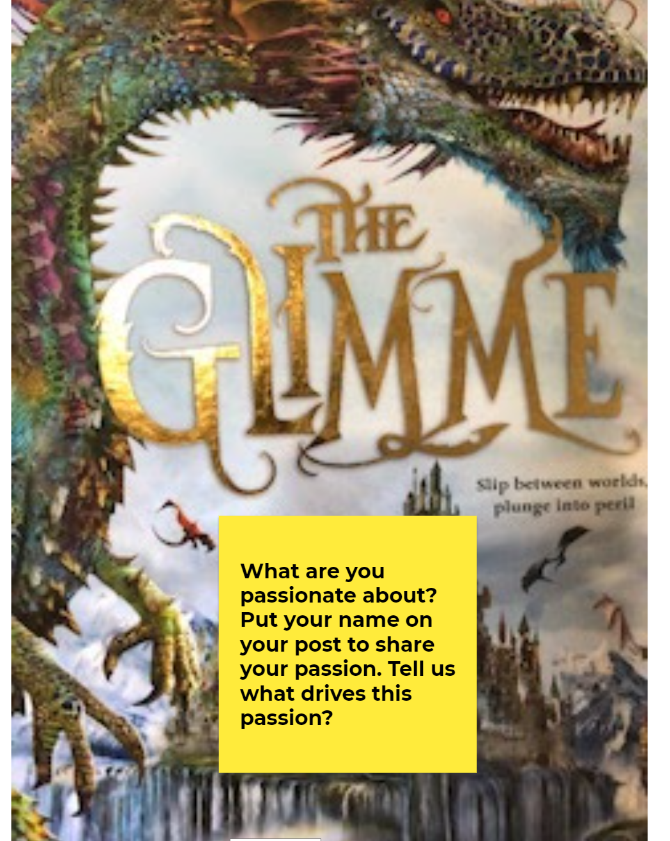 THE
GLIMME
Slip between worlds,
plunge into peril
What are you
passionate about?
Put your name on
your post to share
your passion. Tell us
what drives this
passion?